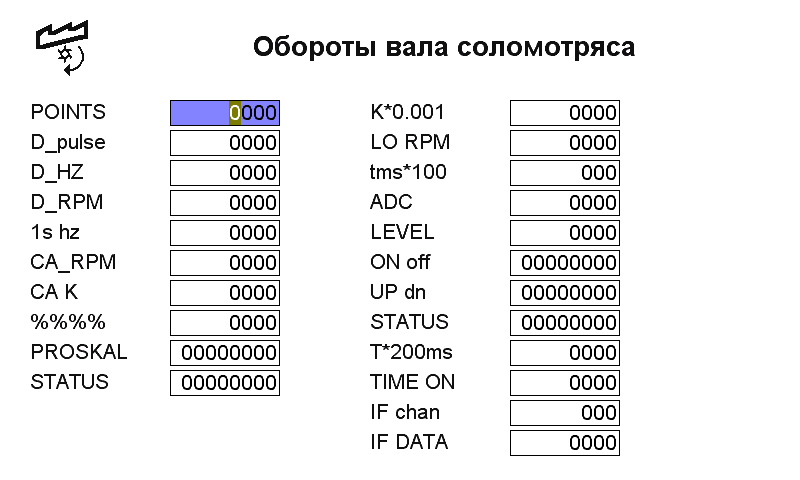 Обороты вала соломотряса
POINTS 0000 K*0.001 0000
D_pulse 0000 LO RPM 0000
D_HZ 0000 tms*100 000
D_RPM 0000 ADC 0000
1s hz 0000 LEVEL 0000
CA_RPM 0000 ON off 00000000
CA K 0000 UP dn 00000000
%%%% 0000 STATUS 00000000
PROSKAL 00000000 T*200ms 0000
STATUS 00000000 TIME ON 0000
IF chan 000
IF DATA 0000